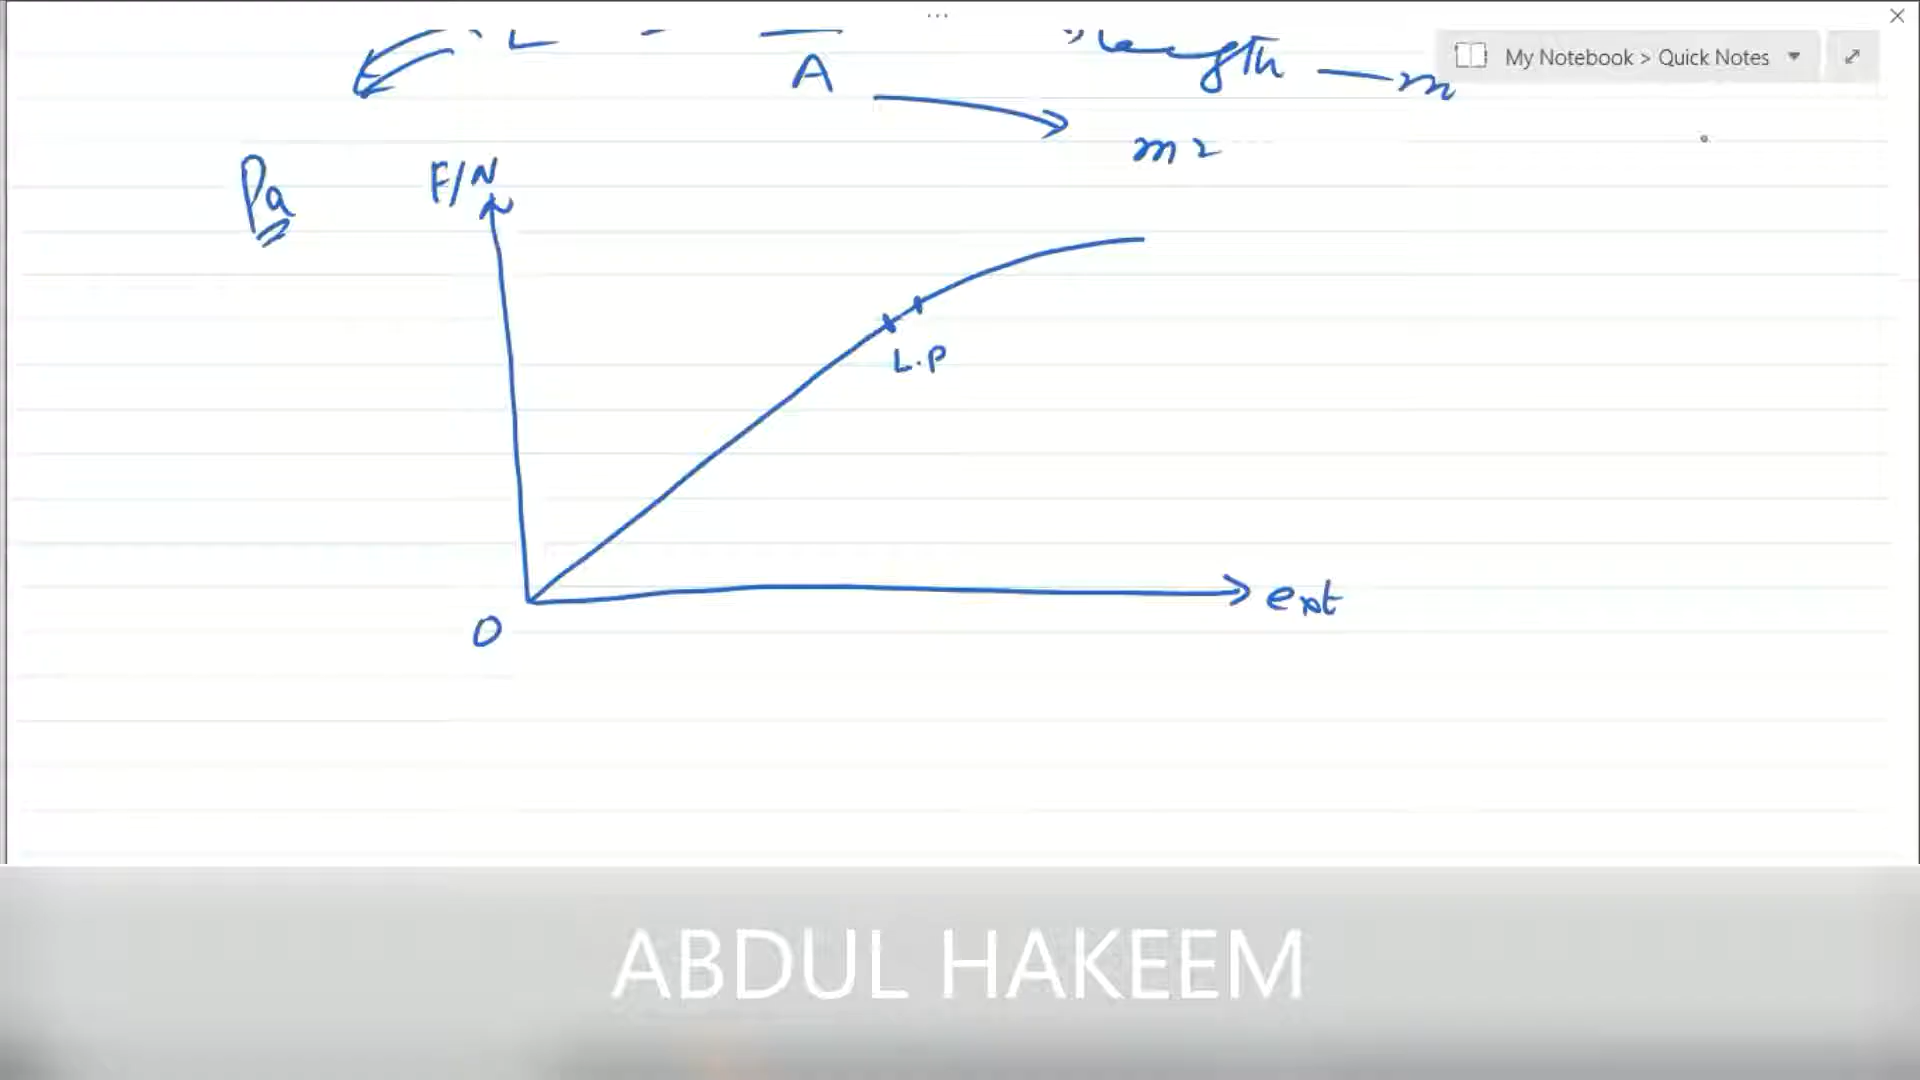 length — m
A
My Notebook > Quick Notes
m2
Pa
F/N
L.P
ext
O
ABDUL HAKEEM